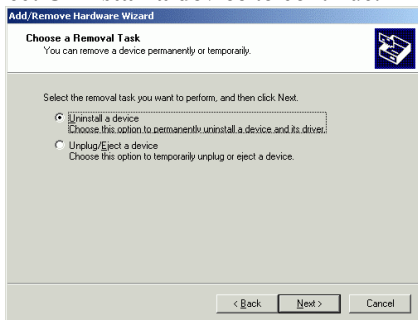 Add/Remove Hardware Wizard
Choose a Removal Task
You can remove a device permanently or temporarily.
Select the removal task you want to perform, and then click Next.
Uninstall a device
Choose this option to permanently uninstall a device and its driver.
Unplug/Eject a device
Choose this option to temporarily unplug or eject a device.
< Back Next > Cancel